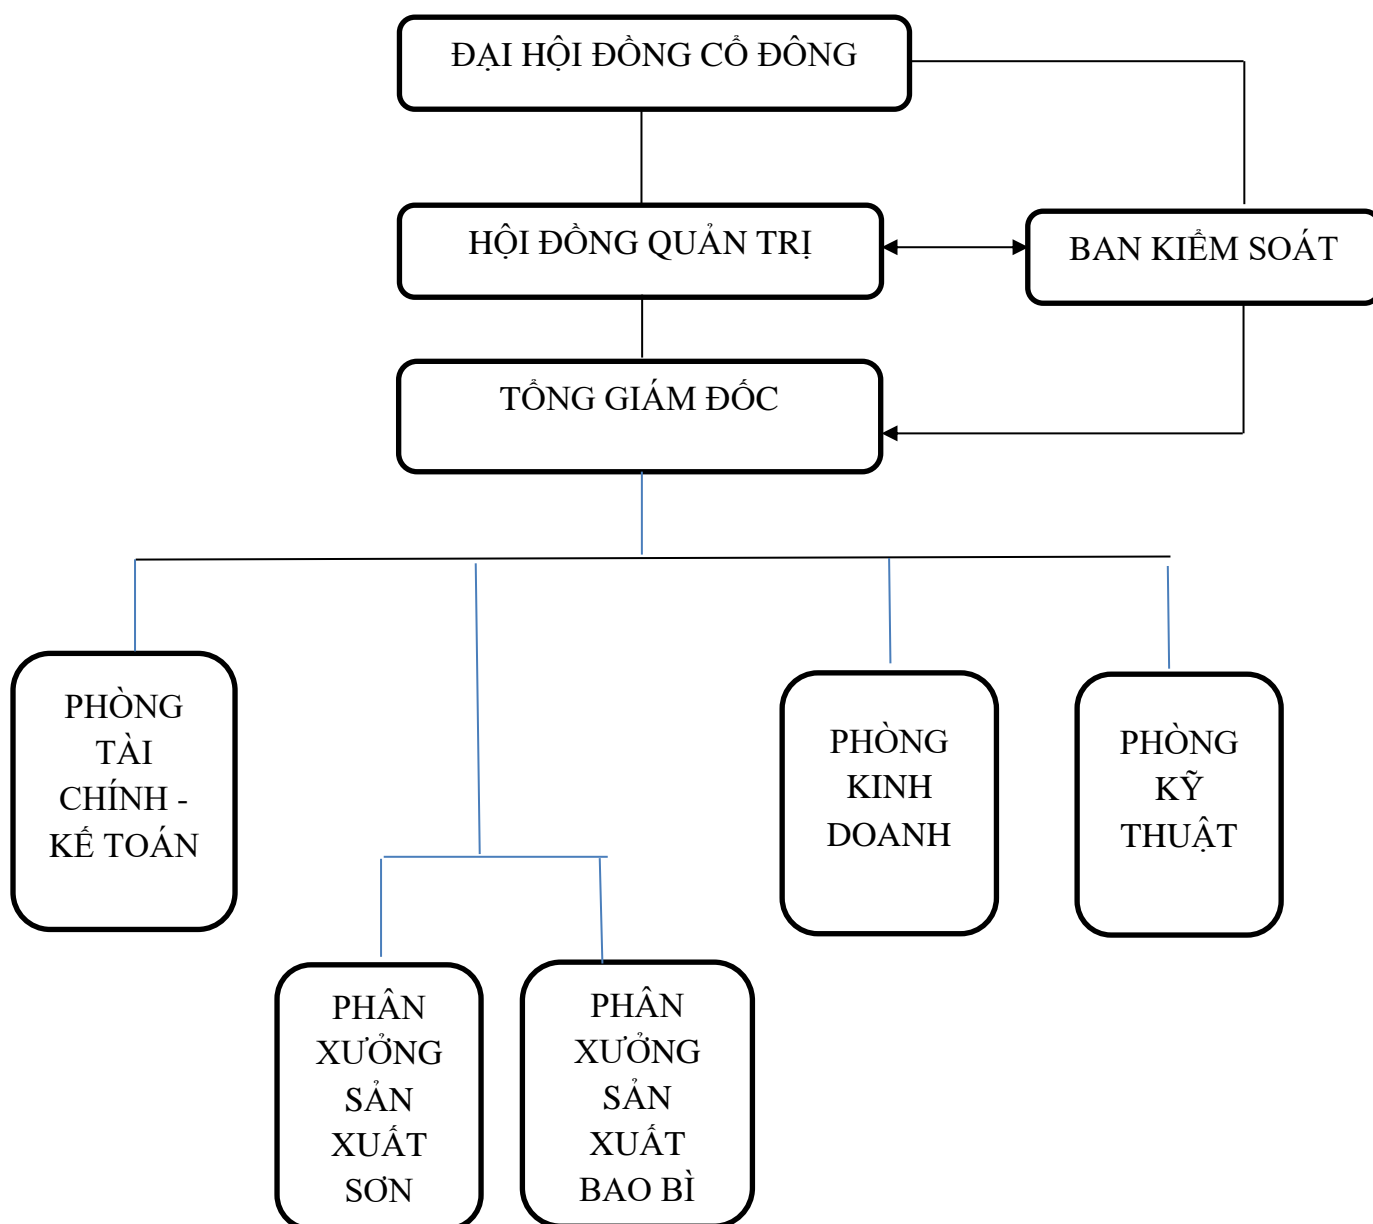 ĐẠI HỘI ĐỒNG CỔ ĐÔNG
HỘI ĐỒNG QUẢN TRỊ
BAN KIỂM SOÁT
TỔNG GIÁM ĐỐC
PHÒNG
TÀI
CHÍNH -
KẾ TOÁN
PHÒNG
KINH
DOANH
PHÒNG
KỸ
THUẬT
PHÂN
XƯỞNG
SẢN
XUẤT
SƠN
PHÂN
XƯỞNG
SẢN
XUẤT
BAO BÌ